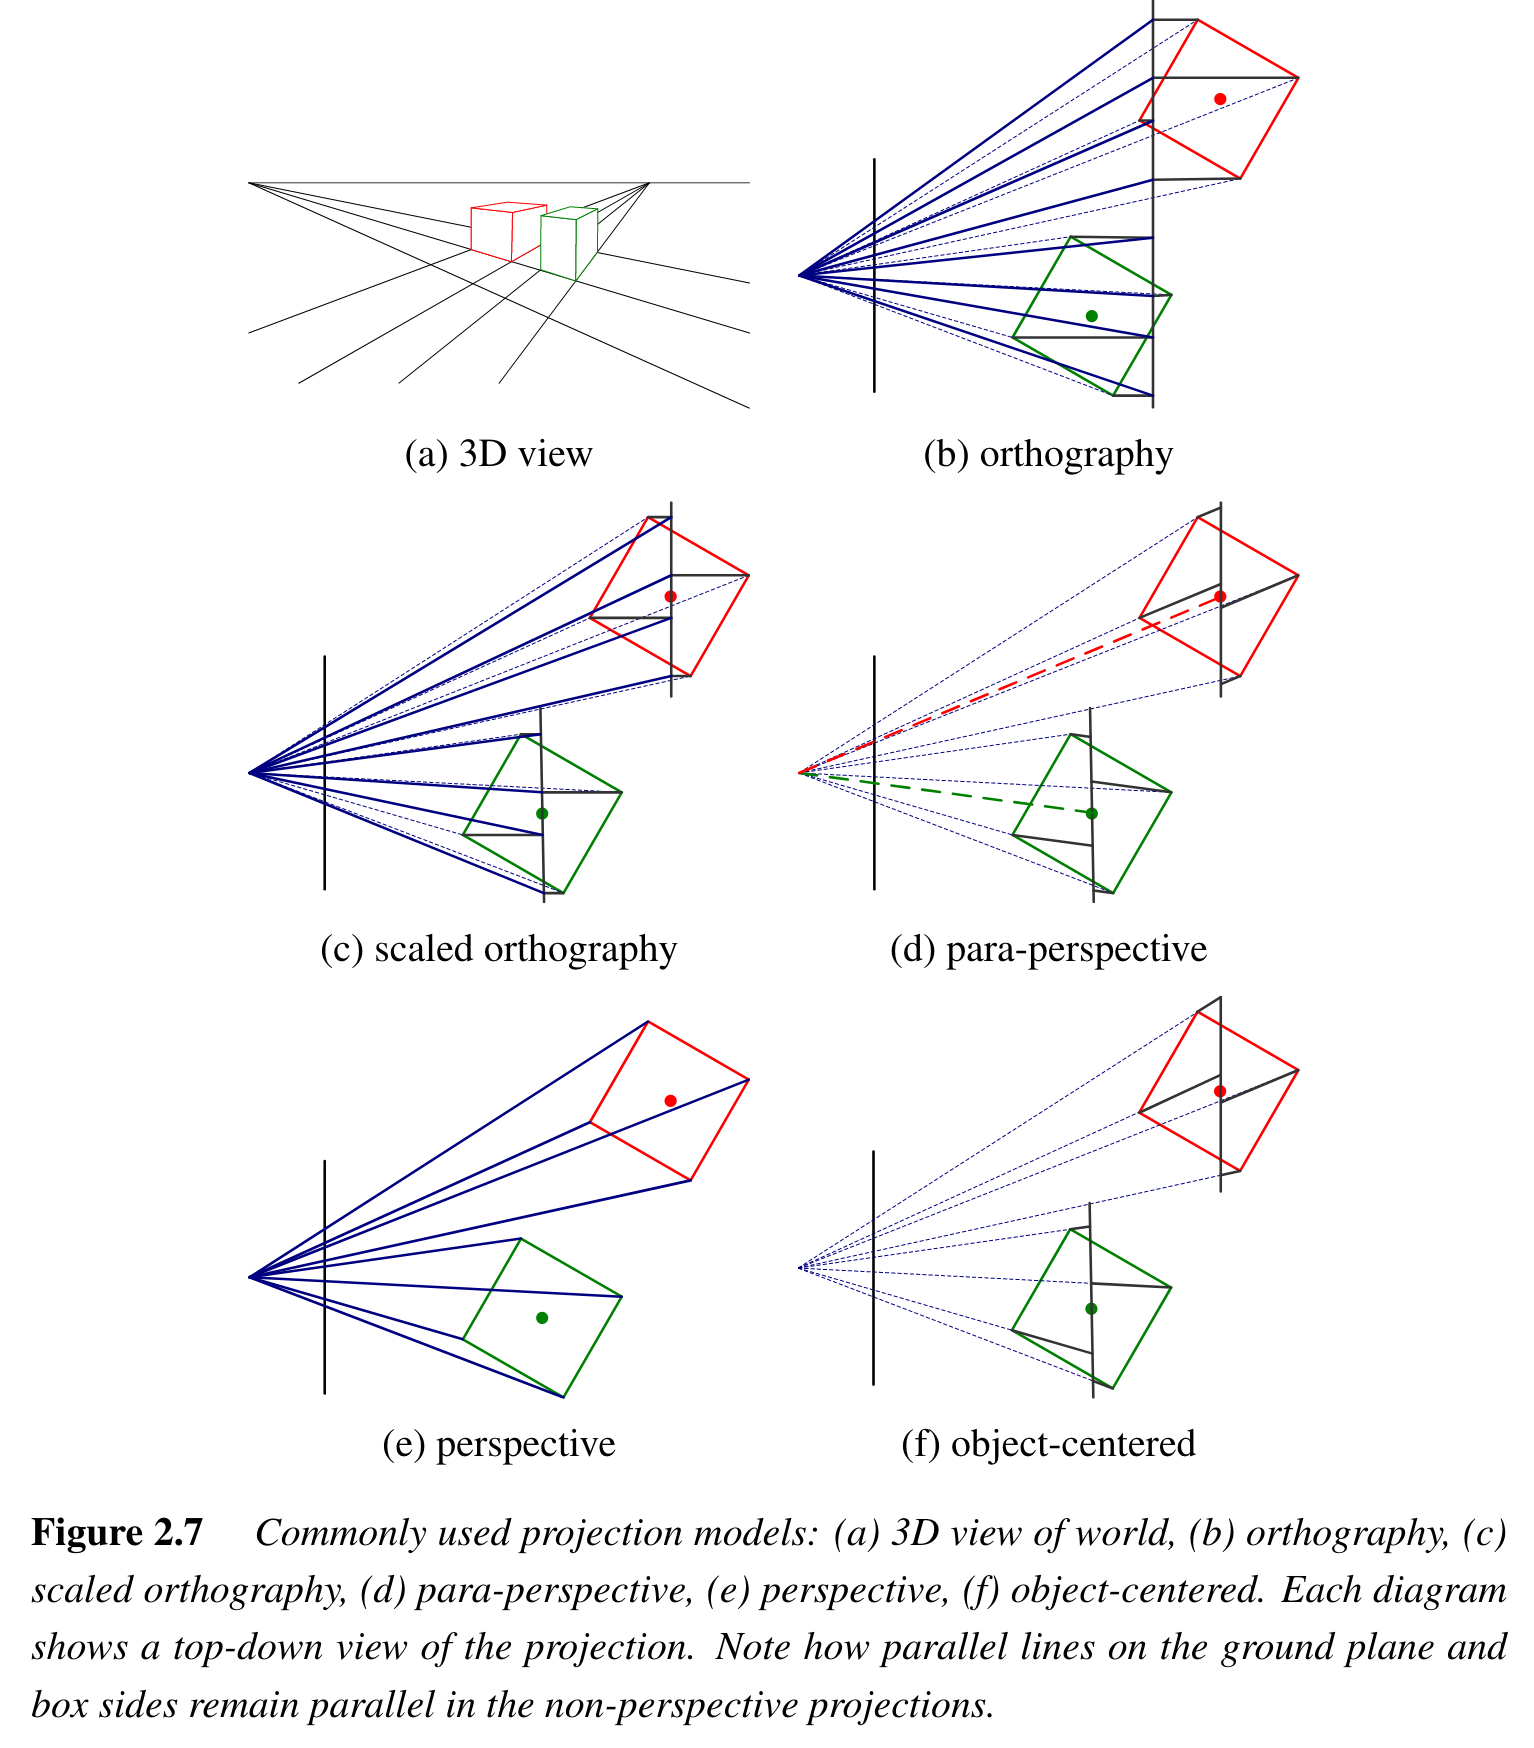 (a) 3D view
(b) orthography
(c) scaled orthography
(d) para-perspective
(e) perspective
(f) object-centered
Figure 2.7 Commonly used projection models: (a) 3D view of world, (b) orthography, (c)
scaled orthography, (d) para-perspective, (e) perspective, (f) object-centered. Each diagram
shows a top-down view of the projection. Note how parallel lines on the ground plane and
box sides remain parallel in the non-perspective projections.